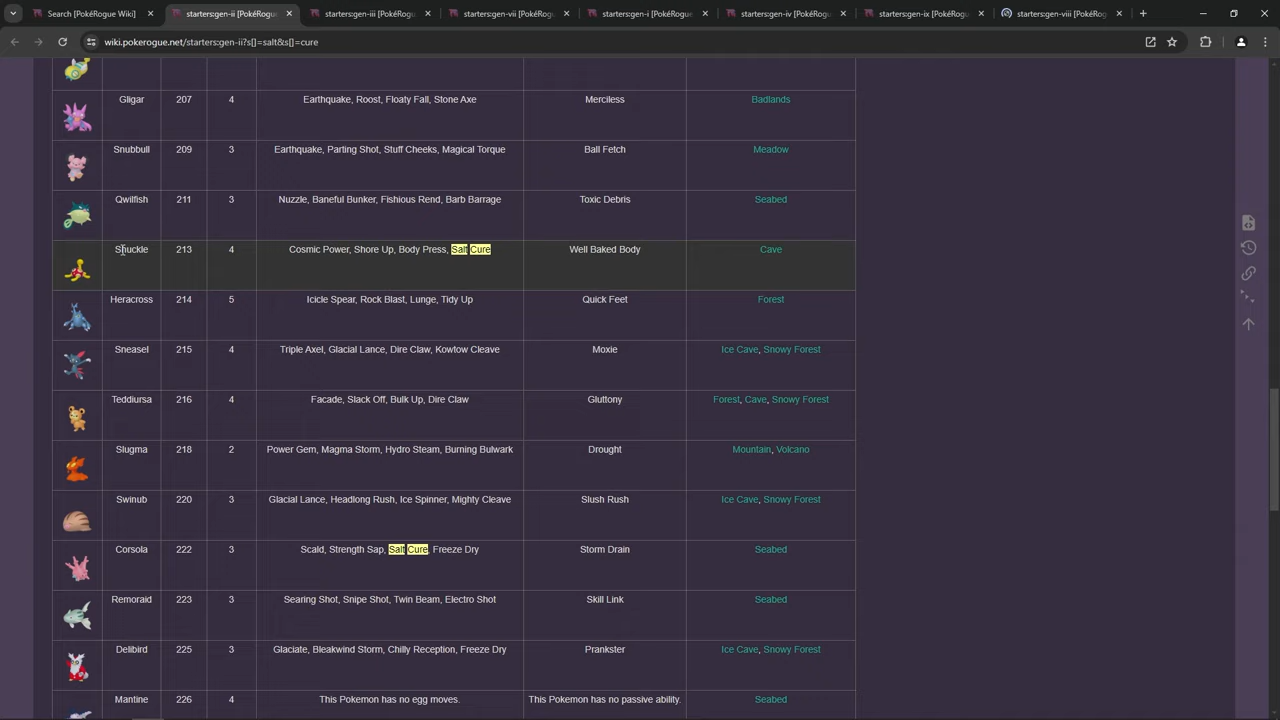 Search [PokéRogue Wiki]
starters:gen-ii [PokéRogue
starters:gen-iii [PokéRogu
starters:gen-vii [PokéRogu
starters:gen-i [PokéRogue
starters:gen-iv [PokéRogu
starters:gen-ix [PokéRogu
starters:gen-viii [PokéRog
wiki.pokerogue.net/starters:gen-ii?s[]=salt&s[]=cure
Gligar 207 4 Earthquake, Roost, Floaty Fall, Stone Axe Merciless Badlands
Snubbull 209 3 Earthquake, Parting Shot, Stuff Cheeks, Magical Torque Ball Fetch Meadow
Qwilfish 211 3 Nuzzle, Baneful Bunker, Fishious Rend, Barb Barrage Toxic Debris Seabed
Shuckle 213 4 Cosmic Power, Shore Up, Body Press, Salt Cure Well Baked Body Cave
Heracross 214 5 Icicle Spear, Rock Blast, Lunge, Tidy Up Quick Feet Forest
Sneasel 215 4 Triple Axel, Glacial Lance, Dire Claw, Kowtow Cleave Moxie Ice Cave, Snowy Forest
Teddiursa 216 4 Facade, Slack Off, Bulk Up, Dire Claw Gluttony Forest, Cave, Snowy Forest
Slugma 218 2 Power Gem, Magma Storm, Hydro Steam, Burning Bulwark Drought Mountain, Volcano
Swinub 220 3 Glacial Lance, Headlong Rush, Ice Spinner, Mighty Cleave Slush Rush Ice Cave, Snowy Forest
Corsola 222 3 Scald, Strength Sap, Salt Cure, Freeze Dry Storm Drain Seabed
Remoraid 223 3 Searing Shot, Snipe Shot, Twin Beam, Electro Shot Skill Link Seabed
Delibird 225 3 Glaciate, Bleakwind Storm, Chilly Reception, Freeze Dry Prankster Ice Cave, Snowy Forest
Mantine 226 4 This Pokemon has no egg moves. This Pokemon has no passive ability. Seabed